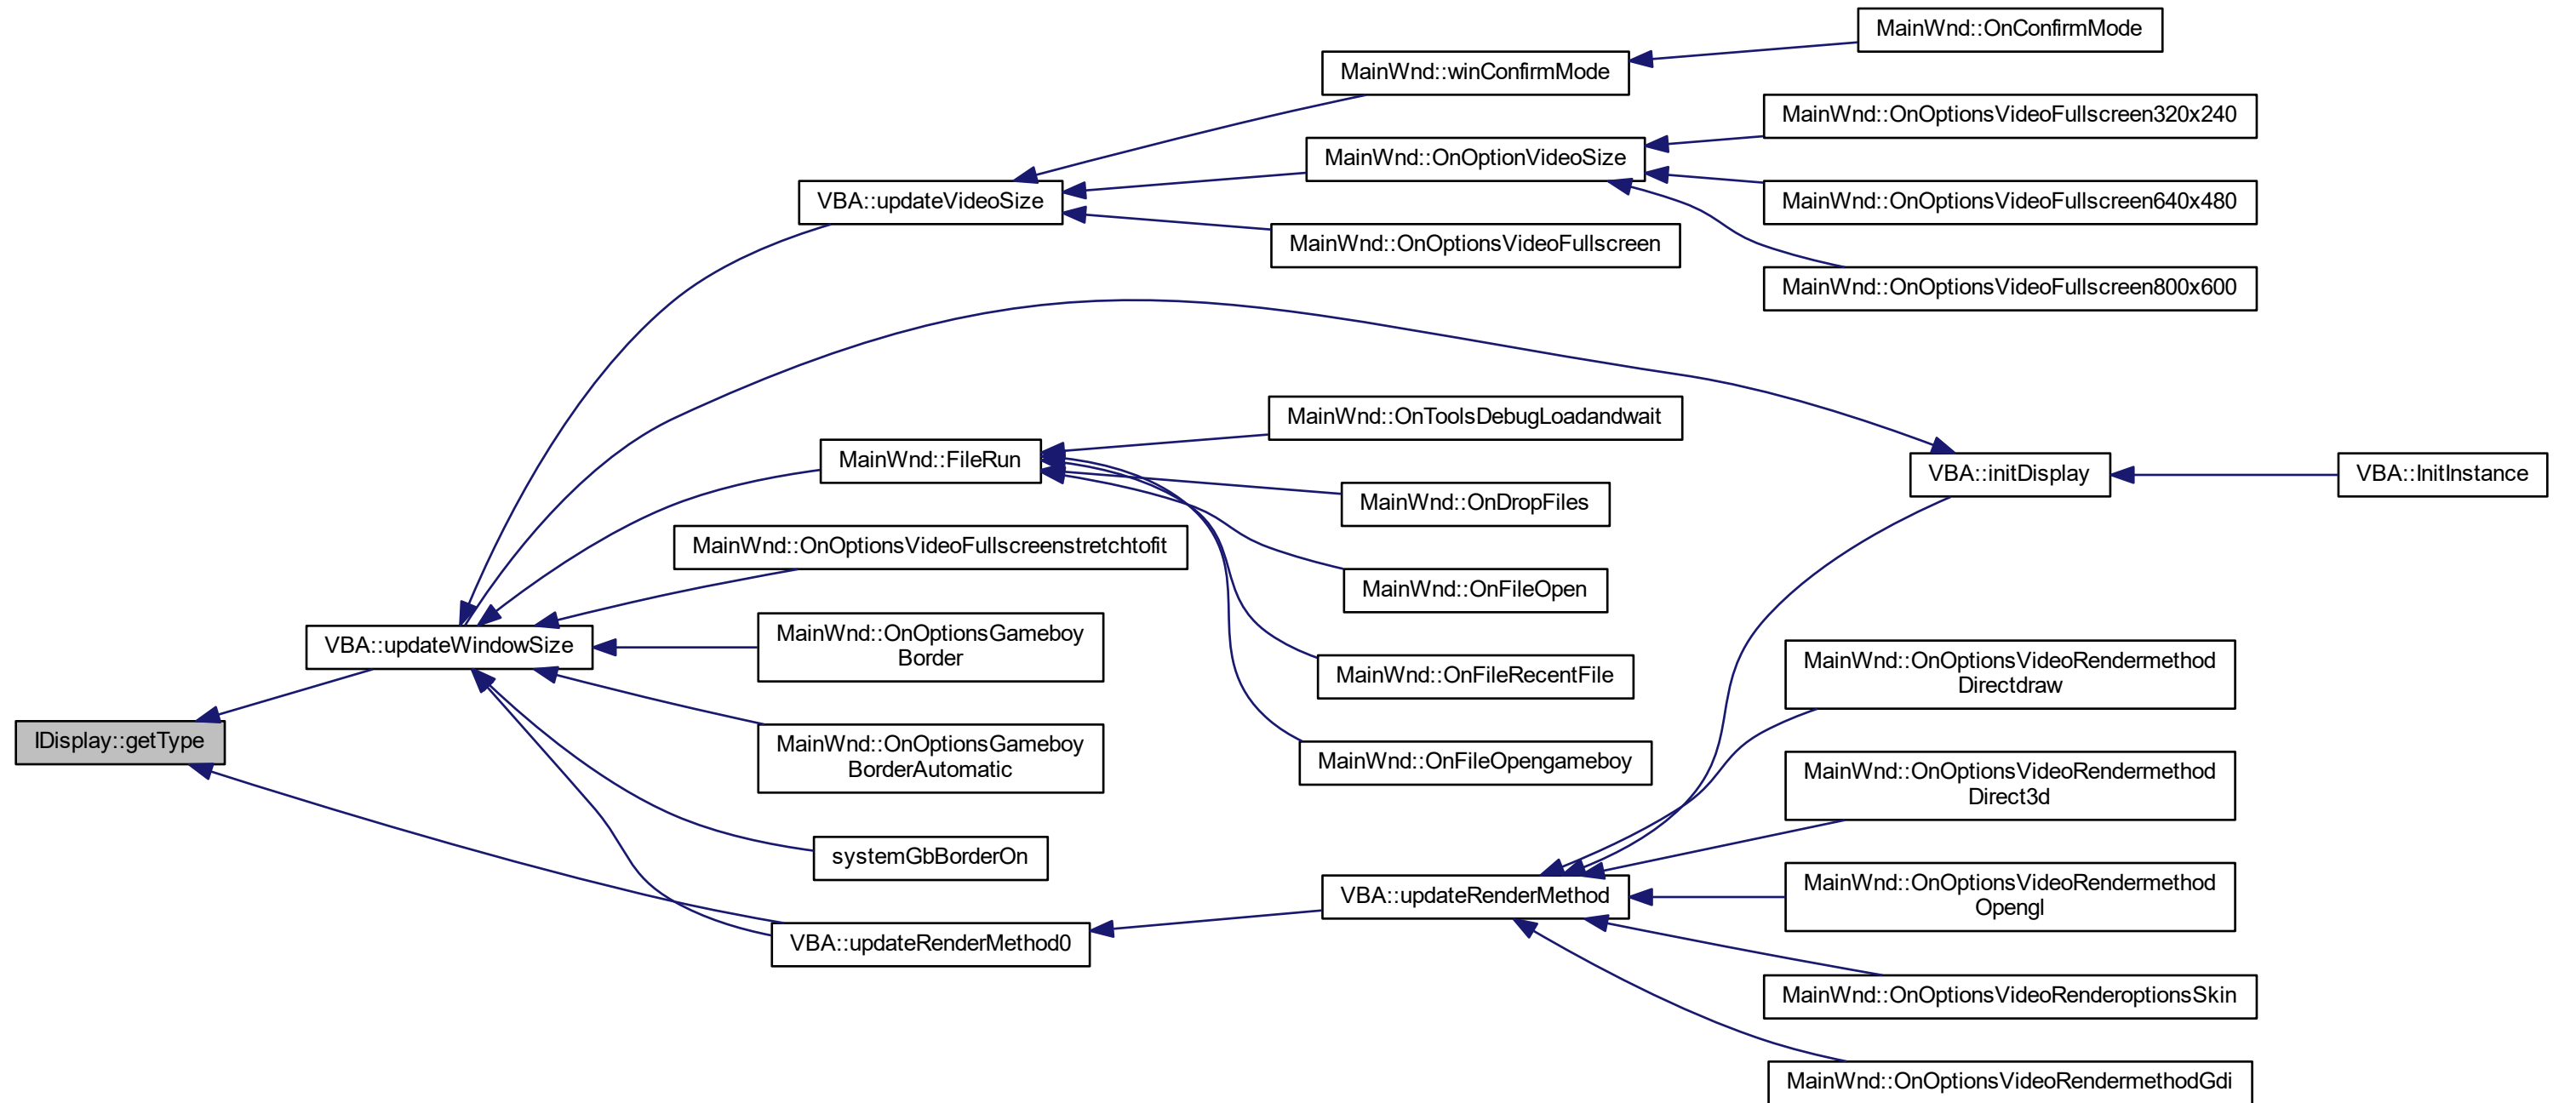 MainWnd::OnConfirmMode
MainWnd::winConfirmMode
MainWnd::OnOptionsVideoFullscreen320x240
MainWnd::OnOptionVideoSize
VBA::updateVideoSize
MainWnd::OnOptionsVideoFullscreen640x480
MainWnd::OnOptionsVideoFullscreen
MainWnd::OnOptionsVideoFullscreen800x600
MainWnd::OnToolsDebugLoadandwait
MainWnd::FileRun
VBA::initDisplay
VBA::InitInstance
MainWnd::OnDropFiles
MainWnd::OnOptionsVideoFullscreenstretchtofit
MainWnd::OnFileOpen
VBA::updateWindowSize
MainWnd::OnOptionsGameboy
Border
MainWnd::OnFileRecentFile
MainWnd::OnOptionsVideoRendermethod
Directdraw
IDisplay::getType
MainWnd::OnOptionsGameboy
BorderAutomatic
MainWnd::OnFileOpengameboy
MainWnd::OnOptionsVideoRendermethod
Direct3d
systemGbBorderOn
VBA::updateRenderMethod
MainWnd::OnOptionsVideoRendermethod
Opengl
VBA::updateRenderMethod0
MainWnd::OnOptionsVideoRenderoptionsSkin
MainWnd::OnOptionsVideoRendermethodGdi